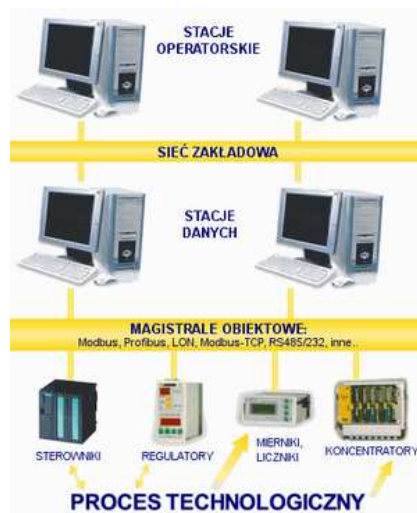 STACJE
OPERATORSKIE
SIEĆ ZAKŁADOWA
STACJE
DANYCH
MAGISTRALE OBIEKTOWE:
Modbus, Profibus, LON, Modbus-TCP, RS485/232, inne..
STEROWNIKI
REGULATORY
MIERNIKI,
LICZNIKI
KONCENTRATORY
PROCES TECHNOLOGICZNY